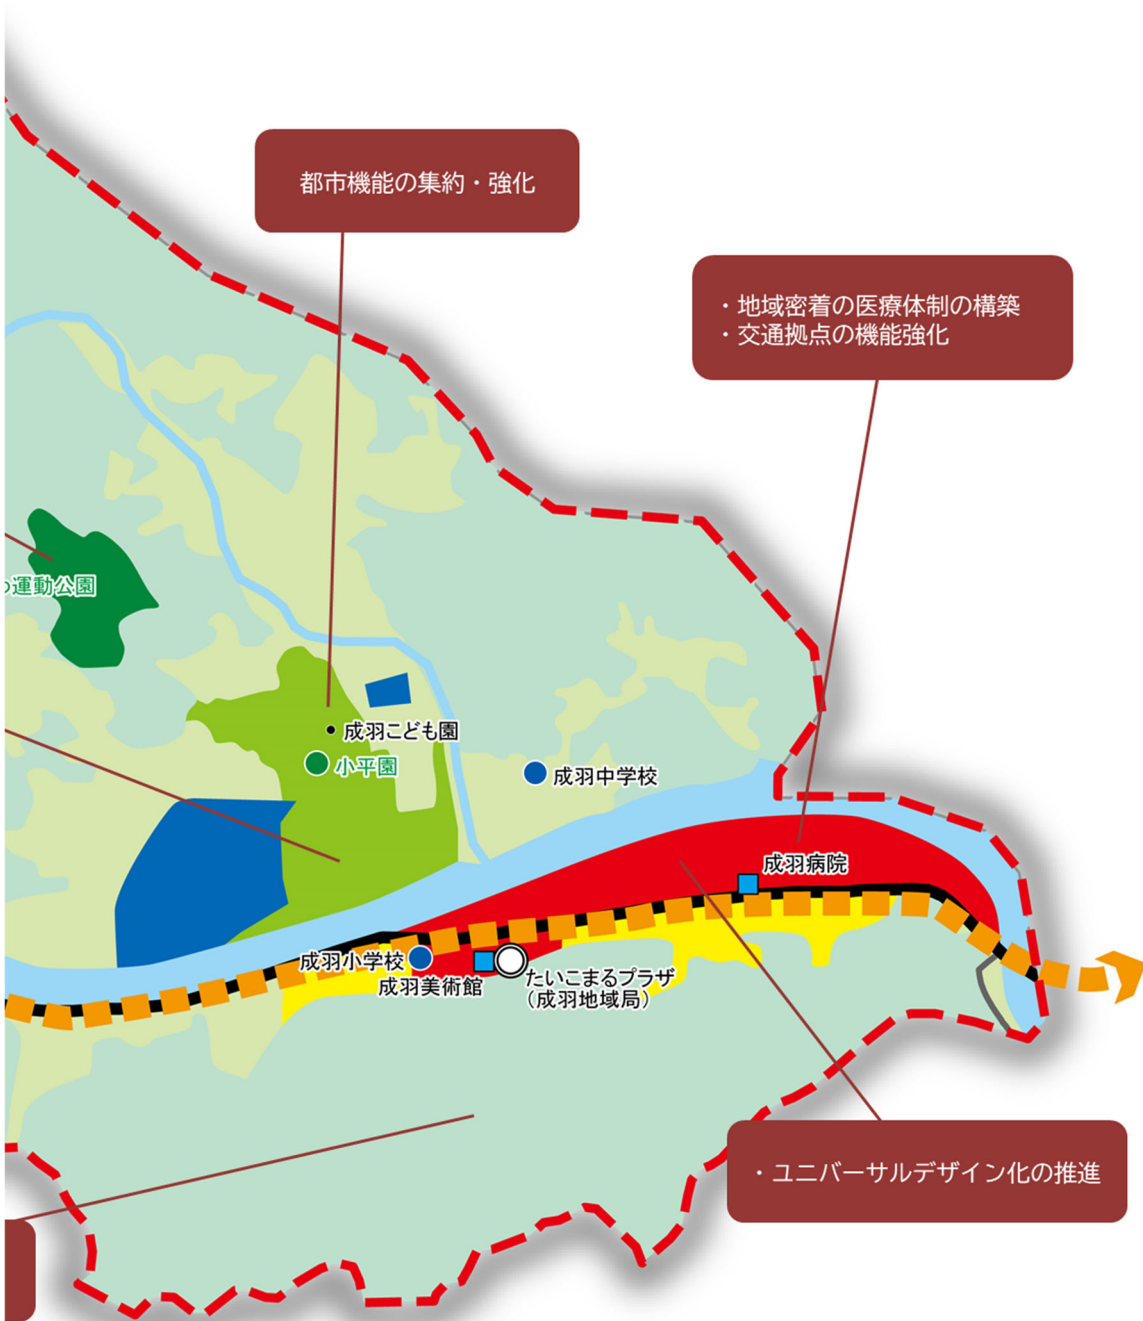 都市機能の集約・強化
・地域密着の医療体制の構築
・交通拠点の機能強化
運動公園
成羽こども園
小平園
成羽中学校
成羽病院
成羽小学校
成羽美術館
たいこまるプラザ
（成羽地域局）
・ユニバーサルデザイン化の推進